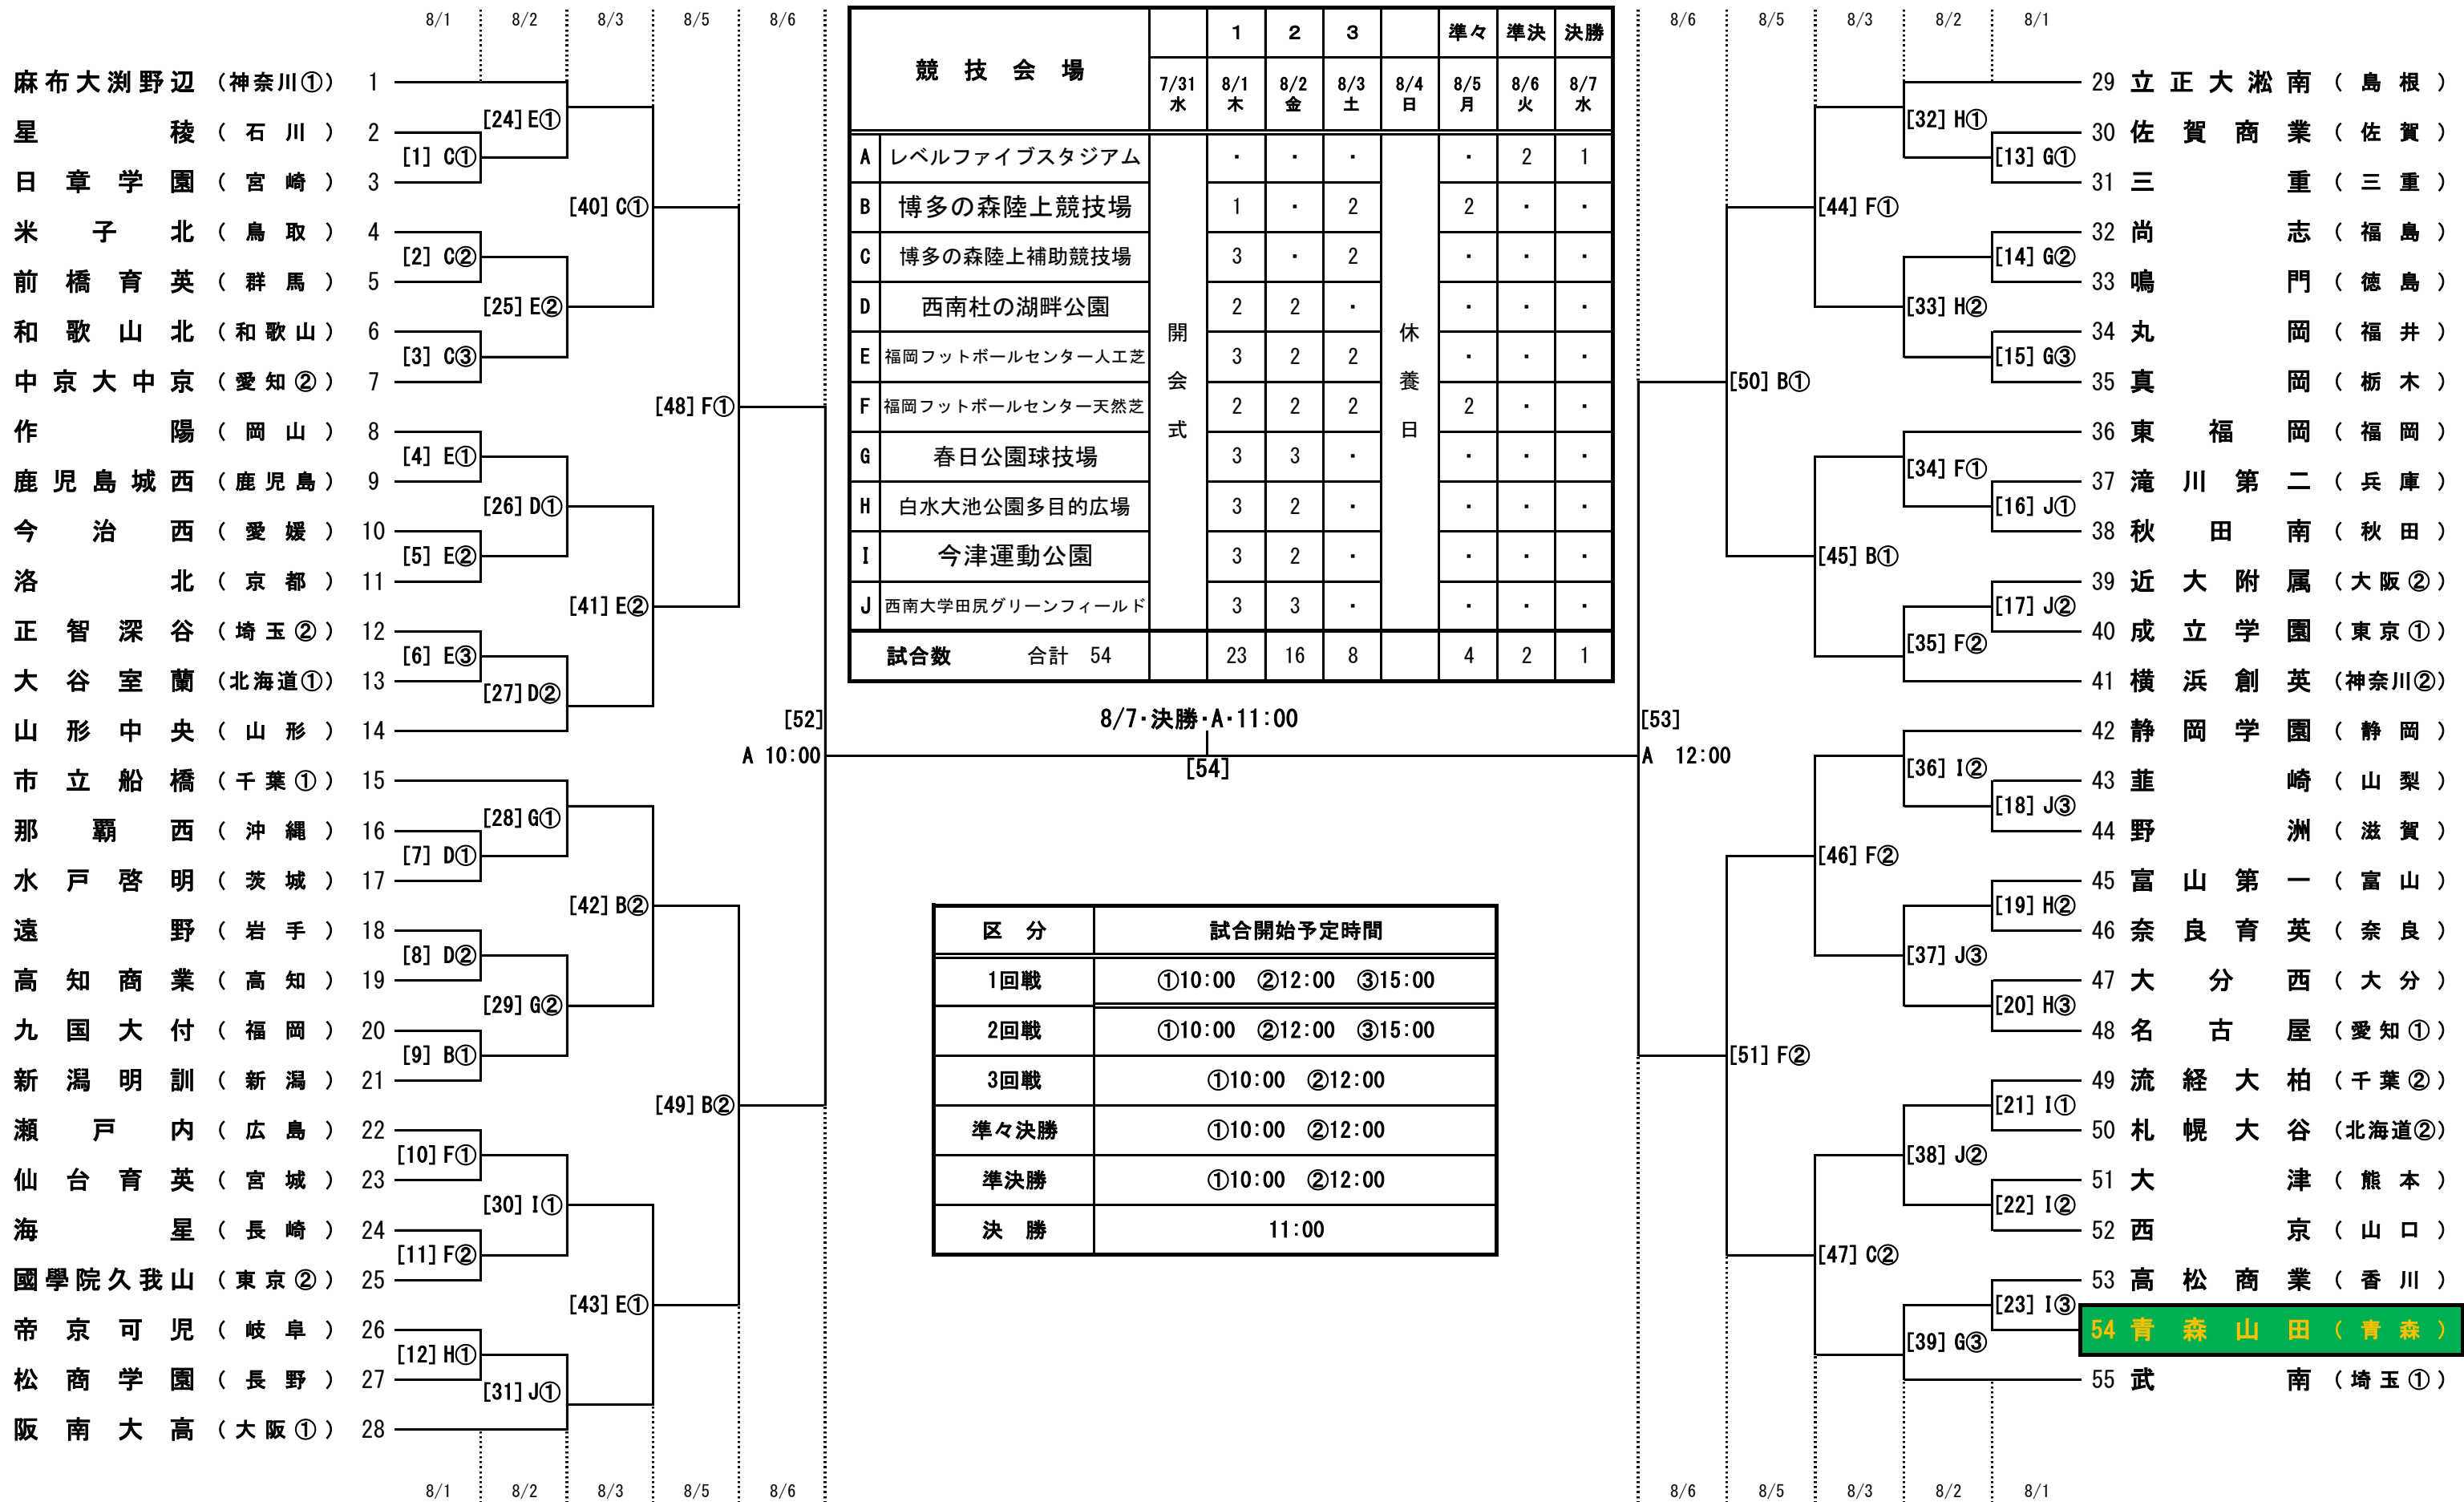 8/1 8/2 8/3 8/5 8/6
麻布大渕野辺 (神奈川①) 1
星稜 (石川) 2
日章学園 (宮崎) 3
米子北 (鳥取) 4
前橋育英 (群馬) 5
和歌山北 (和歌山) 6
中京大中京 (愛知②) 7
作陽 (岡山) 8
鹿児島城西 (鹿児島) 9
今治西 (愛媛) 10
洛北 (京都) 11
正智深谷 (埼玉②) 12
大谷室蘭 (北海道①) 13
山形中央 (山形) 14
市立船橋 (千葉①) 15
那覇西 (沖縄) 16
水戸啓明 (茨城) 17
遠野 (岩手) 18
高知商業 (高知) 19
九国大付 (福岡) 20
新潟明訓 (新潟) 21
瀬戸内 (広島) 22
仙台育英 (宮城) 23
海星 (長崎) 24
國學院久我山 (東京②) 25
帝京可児 (岐阜) 26
松商学園 (長野) 27
阪南大高 (大阪①) 28
[1] C①
[2] C②
[3] C③
[4] E①
[5] E②
[6] E③
[7] D①
[8] D②
[9] B①
[10] F①
[11] F②
[12] H①
[24] E①
[25] E②
[26] D①
[27] D②
[28] G①
[29] G②
[30] I①
[31] J①
[40] C①
[41] E②
[42] B②
[43] E①
[48] F①
[49] B②
[52]
A 10:00
8/1 8/2 8/3 8/5 8/6
競技会場 1 2 3 準々 準決 決勝
7/31 水 8/1 木 8/2 金 8/3 土 8/4 日 8/5 月 8/6 火 8/7 水
開会式
休養日
A レベルファイブスタジアム ・ ・ ・ ・ 2 1
B 博多の森陸上競技場 1 ・ 2 2 ・ ・
C 博多の森陸上補助競技場 3 ・ 2 ・ ・ ・
D 西南杜の湖畔公園 2 2 ・ ・ ・ ・
E 福岡フットボールセンター人工芝 3 2 2 ・ ・ ・
F 福岡フットボールセンター天然芝 2 2 2 2 ・ ・
G 春日公園球技場 3 3 ・ ・ ・ ・
H 白水大池公園多目的広場 3 2 ・ ・ ・ ・
I 今津運動公園 3 2 ・ ・ ・ ・
J 西南大学田尻グリーンフィールド 3 3 ・ ・ ・ ・
試合数 合計 54 23 16 8 4 2 1
8/7・決勝・A・11:00
[54]
区分 試合開始予定時間
1回戦 ①10:00 ②12:00 ③15:00
2回戦 ①10:00 ②12:00 ③15:00
3回戦 ①10:00 ②12:00
準々決勝 ①10:00 ②12:00
準決勝 ①10:00 ②12:00
決勝 11:00
8/6 8/5 8/3 8/2 8/1
[53]
A 12:00
[50] B①
[51] F②
[44] F①
[45] B①
[46] F②
[47] C②
[32] H①
[33] H②
[34] F①
[35] F②
[36] I②
[37] J③
[38] J②
[39] G③
[13] G①
[14] G②
[15] G③
[16] J①
[17] J②
[18] J③
[19] H②
[20] H③
[21] I①
[22] I②
[23] I③
29 立正大淞南 (島根)
30 佐賀商業 (佐賀)
31 三重 (三重)
32 尚志 (福島)
33 鳴門 (徳島)
34 丸岡 (福井)
35 真岡 (栃木)
36 東福岡 (福岡)
37 滝川第二 (兵庫)
38 秋田南 (秋田)
39 近大附属 (大阪②)
40 成立学園 (東京①)
41 横浜創英 (神奈川②)
42 静岡学園 (静岡)
43 韮崎 (山梨)
44 野洲 (滋賀)
45 富山第一 (富山)
46 奈良育英 (奈良)
47 大分西 (大分)
48 名古屋 (愛知①)
49 流経大柏 (千葉②)
50 札幌大谷 (北海道②)
51 大津 (熊本)
52 西京 (山口)
53 高松商業 (香川)
54 青森山田 (青森)
55 武南 (埼玉①)
8/6 8/5 8/3 8/2 8/1